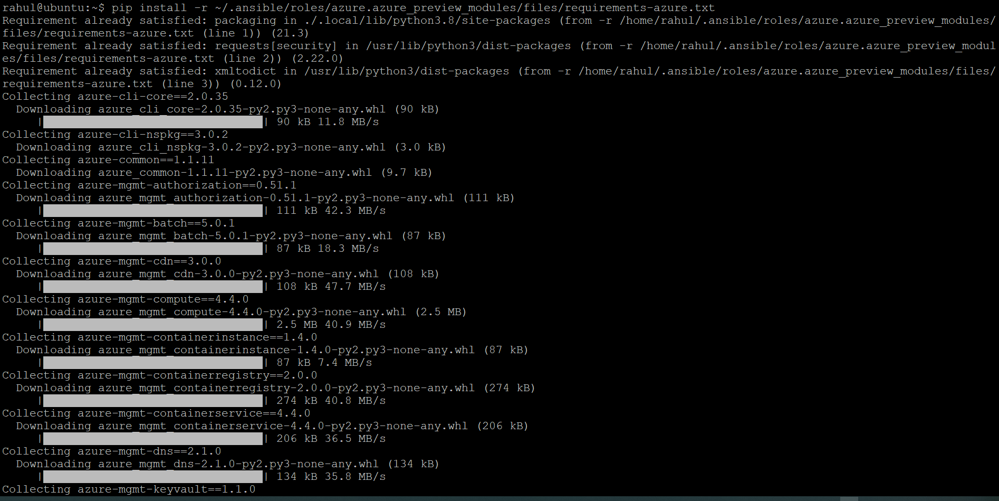 rahul@ubuntu:~$ pip install -r ~/.ansible/roles/azure.azure_preview_modules/files/requirements-azure.txt
Requirement already satisfied: packaging in ./.local/lib/python3.8/site-packages (from -r /home/rahul/.ansible/roles/azure.azure_preview_modules/
files/requirements-azure.txt (line 1)) (21.3)
Requirement already satisfied: requests[security] in /usr/lib/python3/dist-packages (from -r /home/rahul/.ansible/roles/azure.azure_preview_modul
es/files/requirements-azure.txt (line 2)) (2.22.0)
Requirement already satisfied: xmltodict in /usr/lib/python3/dist-packages (from -r /home/rahul/.ansible/roles/azure.azure_preview_modules/files/
requirements-azure.txt (line 3)) (0.12.0)
Collecting azure-cli-core==2.0.35
  Downloading azure_cli_core-2.0.35-py2.py3-none-any.whl (90 kB)
     |████████████████████████████████| 90 kB 11.8 MB/s
Collecting azure-cli-nspkg==3.0.2
  Downloading azure_cli_nspkg-3.0.2-py2.py3-none-any.whl (3.0 kB)
Collecting azure-common==1.1.11
  Downloading azure_common-1.1.11-py2.py3-none-any.whl (9.7 kB)
Collecting azure-mgmt-authorization==0.51.1
  Downloading azure_mgmt_authorization-0.51.1-py2.py3-none-any.whl (111 kB)
     |████████████████████████████████| 111 kB 42.3 MB/s
Collecting azure-mgmt-batch==5.0.1
  Downloading azure_mgmt_batch-5.0.1-py2.py3-none-any.whl (87 kB)
     |████████████████████████████████| 87 kB 18.3 MB/s
Collecting azure-mgmt-cdn==3.0.0
  Downloading azure_mgmt_cdn-3.0.0-py2.py3-none-any.whl (108 kB)
     |████████████████████████████████| 108 kB 47.7 MB/s
Collecting azure-mgmt-compute==4.4.0
  Downloading azure_mgmt_compute-4.4.0-py2.py3-none-any.whl (2.5 MB)
     |████████████████████████████████| 2.5 MB 40.9 MB/s
Collecting azure-mgmt-containerinstance==1.4.0
  Downloading azure_mgmt_containerinstance-1.4.0-py2.py3-none-any.whl (87 kB)
     |████████████████████████████████| 87 kB 7.4 MB/s
Collecting azure-mgmt-containerregistry==2.0.0
  Downloading azure_mgmt_containerregistry-2.0.0-py2.py3-none-any.whl (274 kB)
     |████████████████████████████████| 274 kB 40.8 MB/s
Collecting azure-mgmt-containerservice==4.4.0
  Downloading azure_mgmt_containerservice-4.4.0-py2.py3-none-any.whl (206 kB)
     |████████████████████████████████| 206 kB 36.5 MB/s
Collecting azure-mgmt-dns==2.1.0
  Downloading azure_mgmt_dns-2.1.0-py2.py3-none-any.whl (134 kB)
     |████████████████████████████████| 134 kB 35.8 MB/s
Collecting azure-mgmt-keyvault==1.1.0